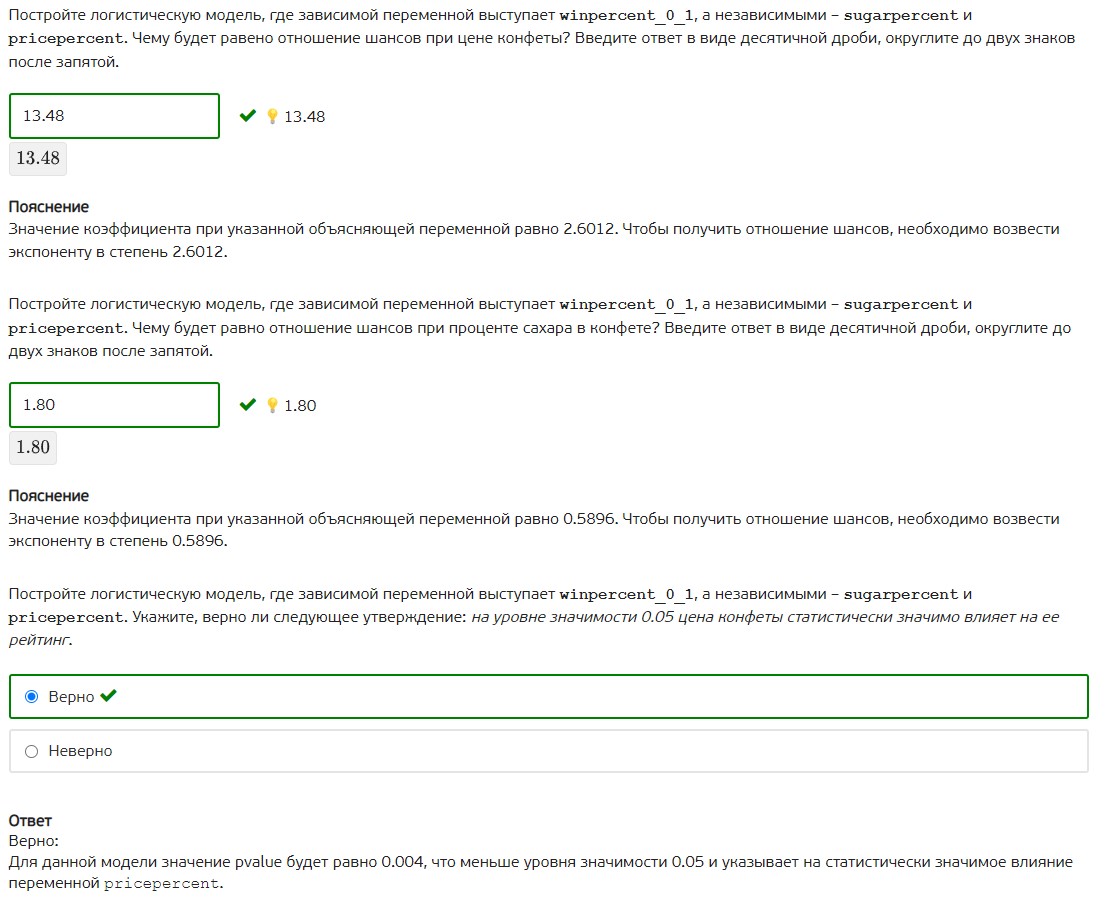 Постройте логистическую модель, где зависимой переменной выступает winpercent_0_1, а независимыми – sugarpercent и
pricepercent. Чему будет равено отношение шансов при цене конфеты? Введите ответ в виде десятичной дроби, округлите до двух знаков
после запятой.
13.48
13.48
13.48
Пояснение
Значение коэффициента при указанной объясняющей переменной равно 2.6012. Чтобы получить отношение шансов, необходимо возвести
экспоненту в степень 2.6012.
Постройте логистическую модель, где зависимой переменной выступает winpercent_0_1, а независимыми – sugarpercent и
pricepercent. Чему будет равно отношение шансов при проценте сахара в конфете? Введите ответ в виде десятичной дроби, округлите до
двух знаков после запятой.
1.80
1.80
1.80
Пояснение
Значение коэффициента при указанной объясняющей переменной равно 0.5896. Чтобы получить отношение шансов, необходимо возвести
экспоненту в степень 0.5896.
Постройте логистическую модель, где зависимой переменной выступает winpercent_0_1, а независимыми – sugarpercent и
pricepercent. Укажите, верно ли следующее утверждение: на уровне значимости 0.05 цена конфеты статистически значимо влияет на ее
рейтинг.
Верно
Неверно
Ответ
Верно:
Для данной модели значение pvalue будет равно 0.004, что меньше уровня значимости 0.05 и указывает на статистически значимое влияние
переменной pricepercent.